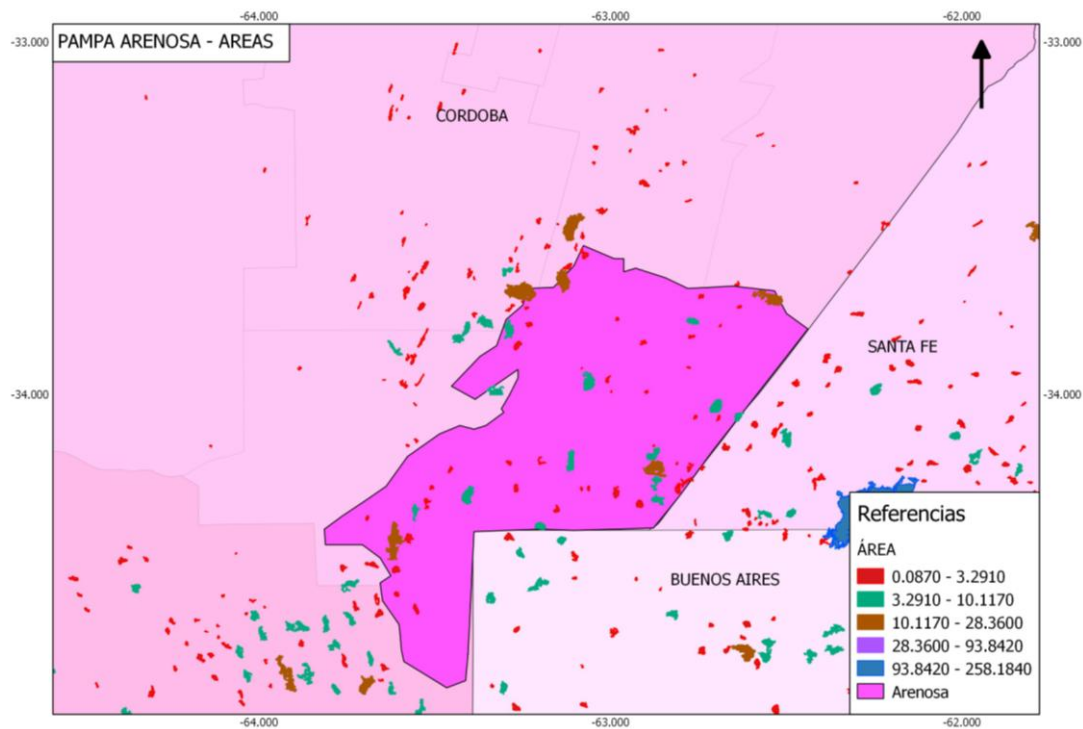 -64.000
-63.000
-62.000
-33.000
PAMPA ARENOSA - AREAS
-33.000
CORDOBA
SANTA FE
-34.000
-34.000
BUENOS AIRES
Referencias
ÁREA
0.0870 - 3.2910
3.2910 - 10.1170
10.1170 - 28.3600
28.3600 - 93.8420
93.8420 - 258.1840
Arenosa
-64.000
-63.000
-62.000